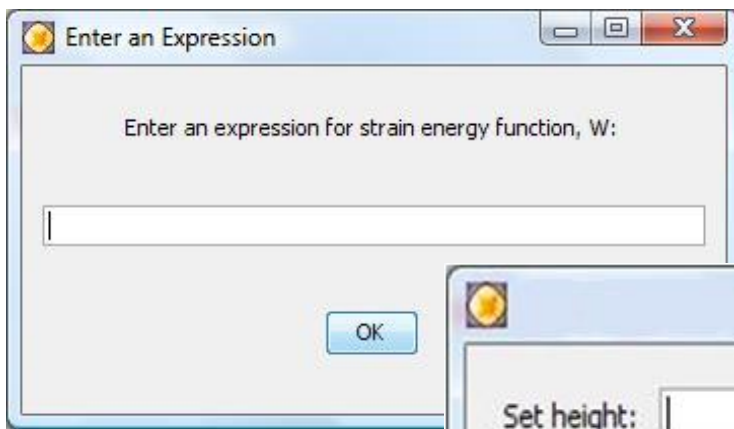 Enter an Expression
Enter an expression for strain energy function, W:
OK
Set height: